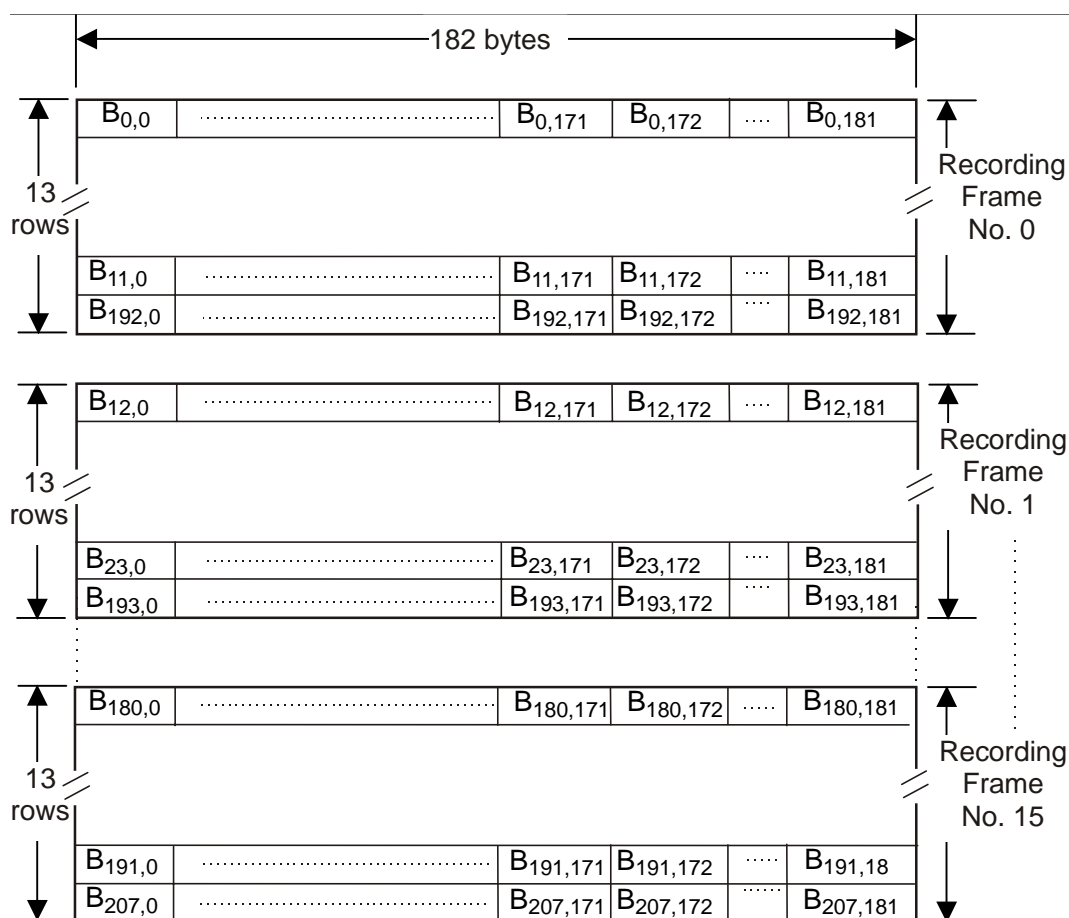 182 bytes
B0,0 ................................................ B0,171 B0,172 .... B0,181
13
rows
Recording
Frame
No. 0
B11,0 ................................................ B11,171 B11,172 .... B11,181
B192,0 ................................................ B192,171 B192,172 .... B192,181
B12,0 ................................................ B12,171 B12,172 .... B12,181
13
rows
Recording
Frame
No. 1
B23,0 ................................................ B23,171 B23,172 .... B23,181
B193,0 ................................................ B193,171 B193,172 .... B193,181
B180,0 ................................................ B180,171 B180,172 ..... B180,181
13
rows
Recording
Frame
No. 15
B191,0 ................................................ B191,171 B191,172 ..... B191,18
B207,0 ................................................ B207,171 B207,172 ...... B207,181